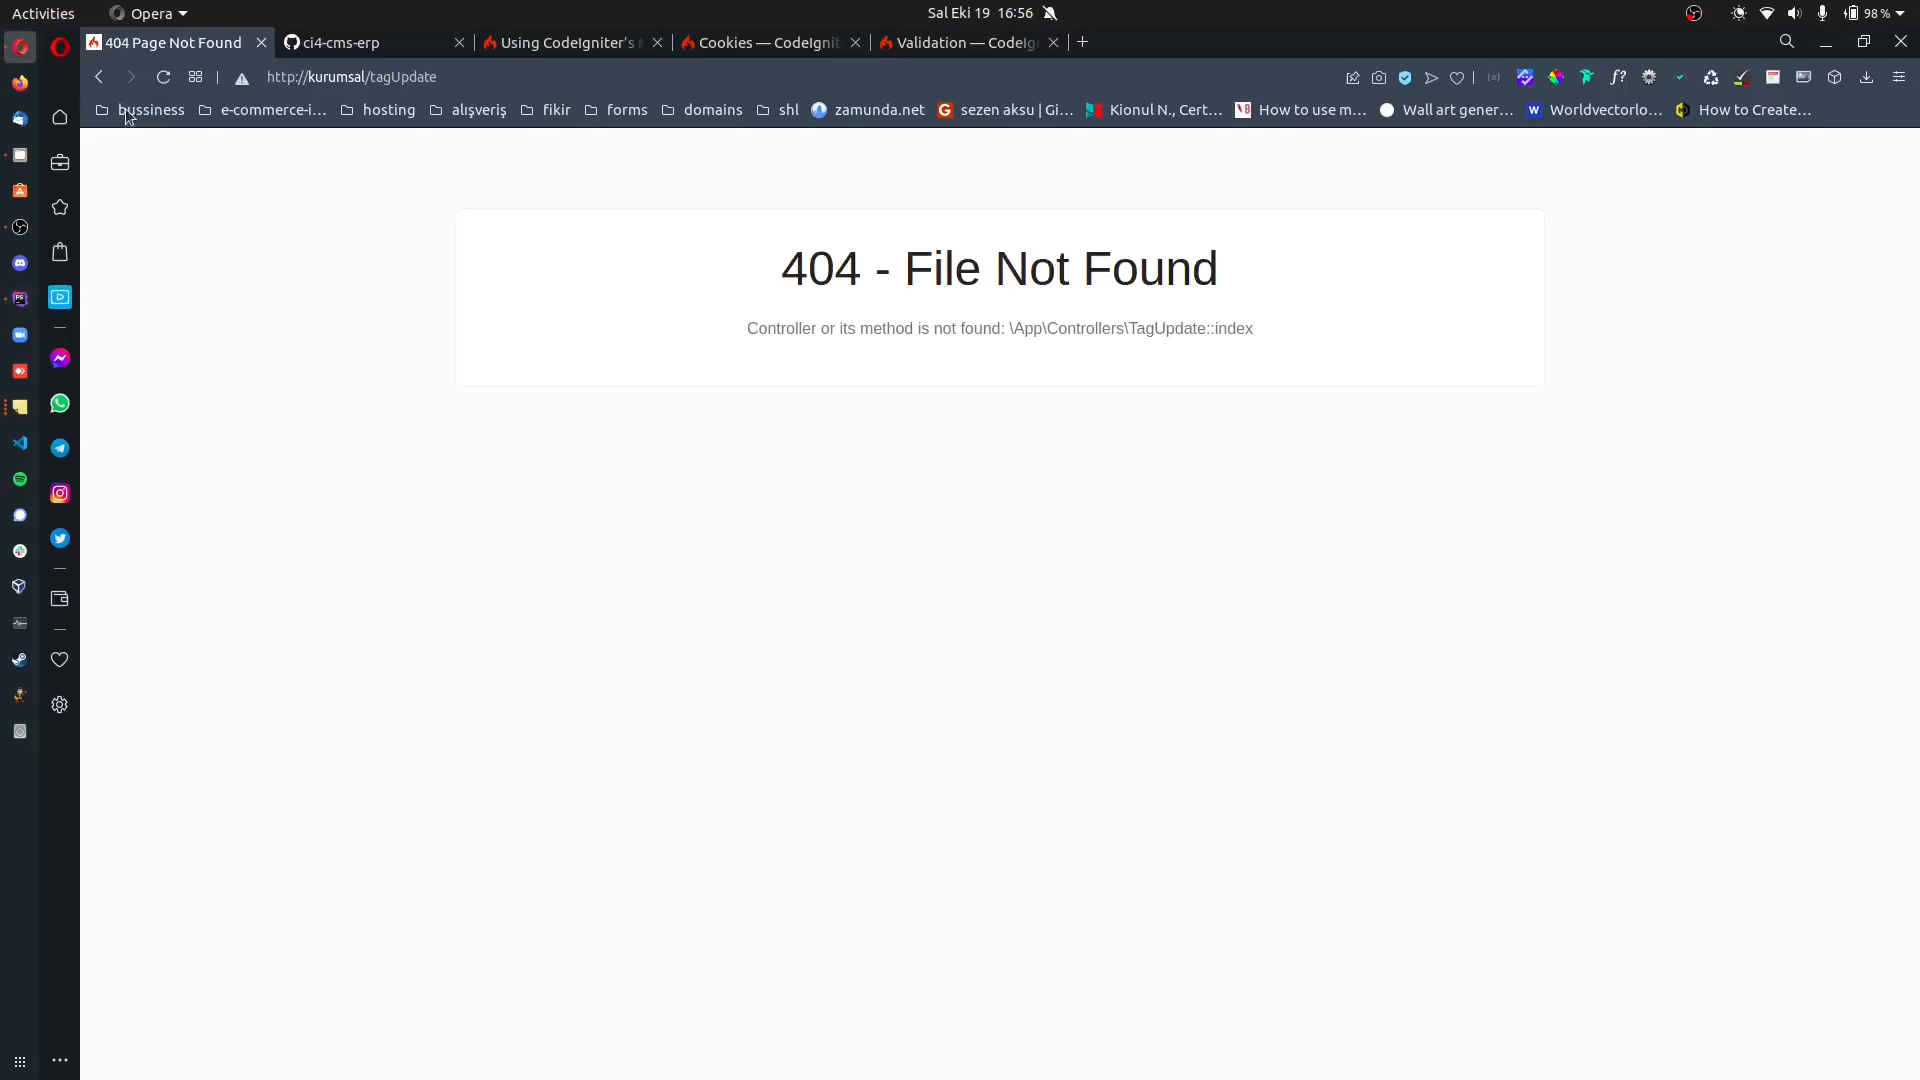 Activities Opera Sal Eki 19 16:56 98 %
404 Page Not Found ci4-cms-erp Using CodeIgniter's Cookies — CodeIgnit Validation — CodeIg
http://kurumsal/tagUpdate f?
bussiness e-commerce-i... hosting alışveriş fikir forms domains shl zamunda.net sezen aksu | Gi... Kionul N., Cert... How to use m... Wall art gener... Worldvectorlo... How to Create...
404 - File Not Found
Controller or its method is not found: \App\Controllers\TagUpdate::index